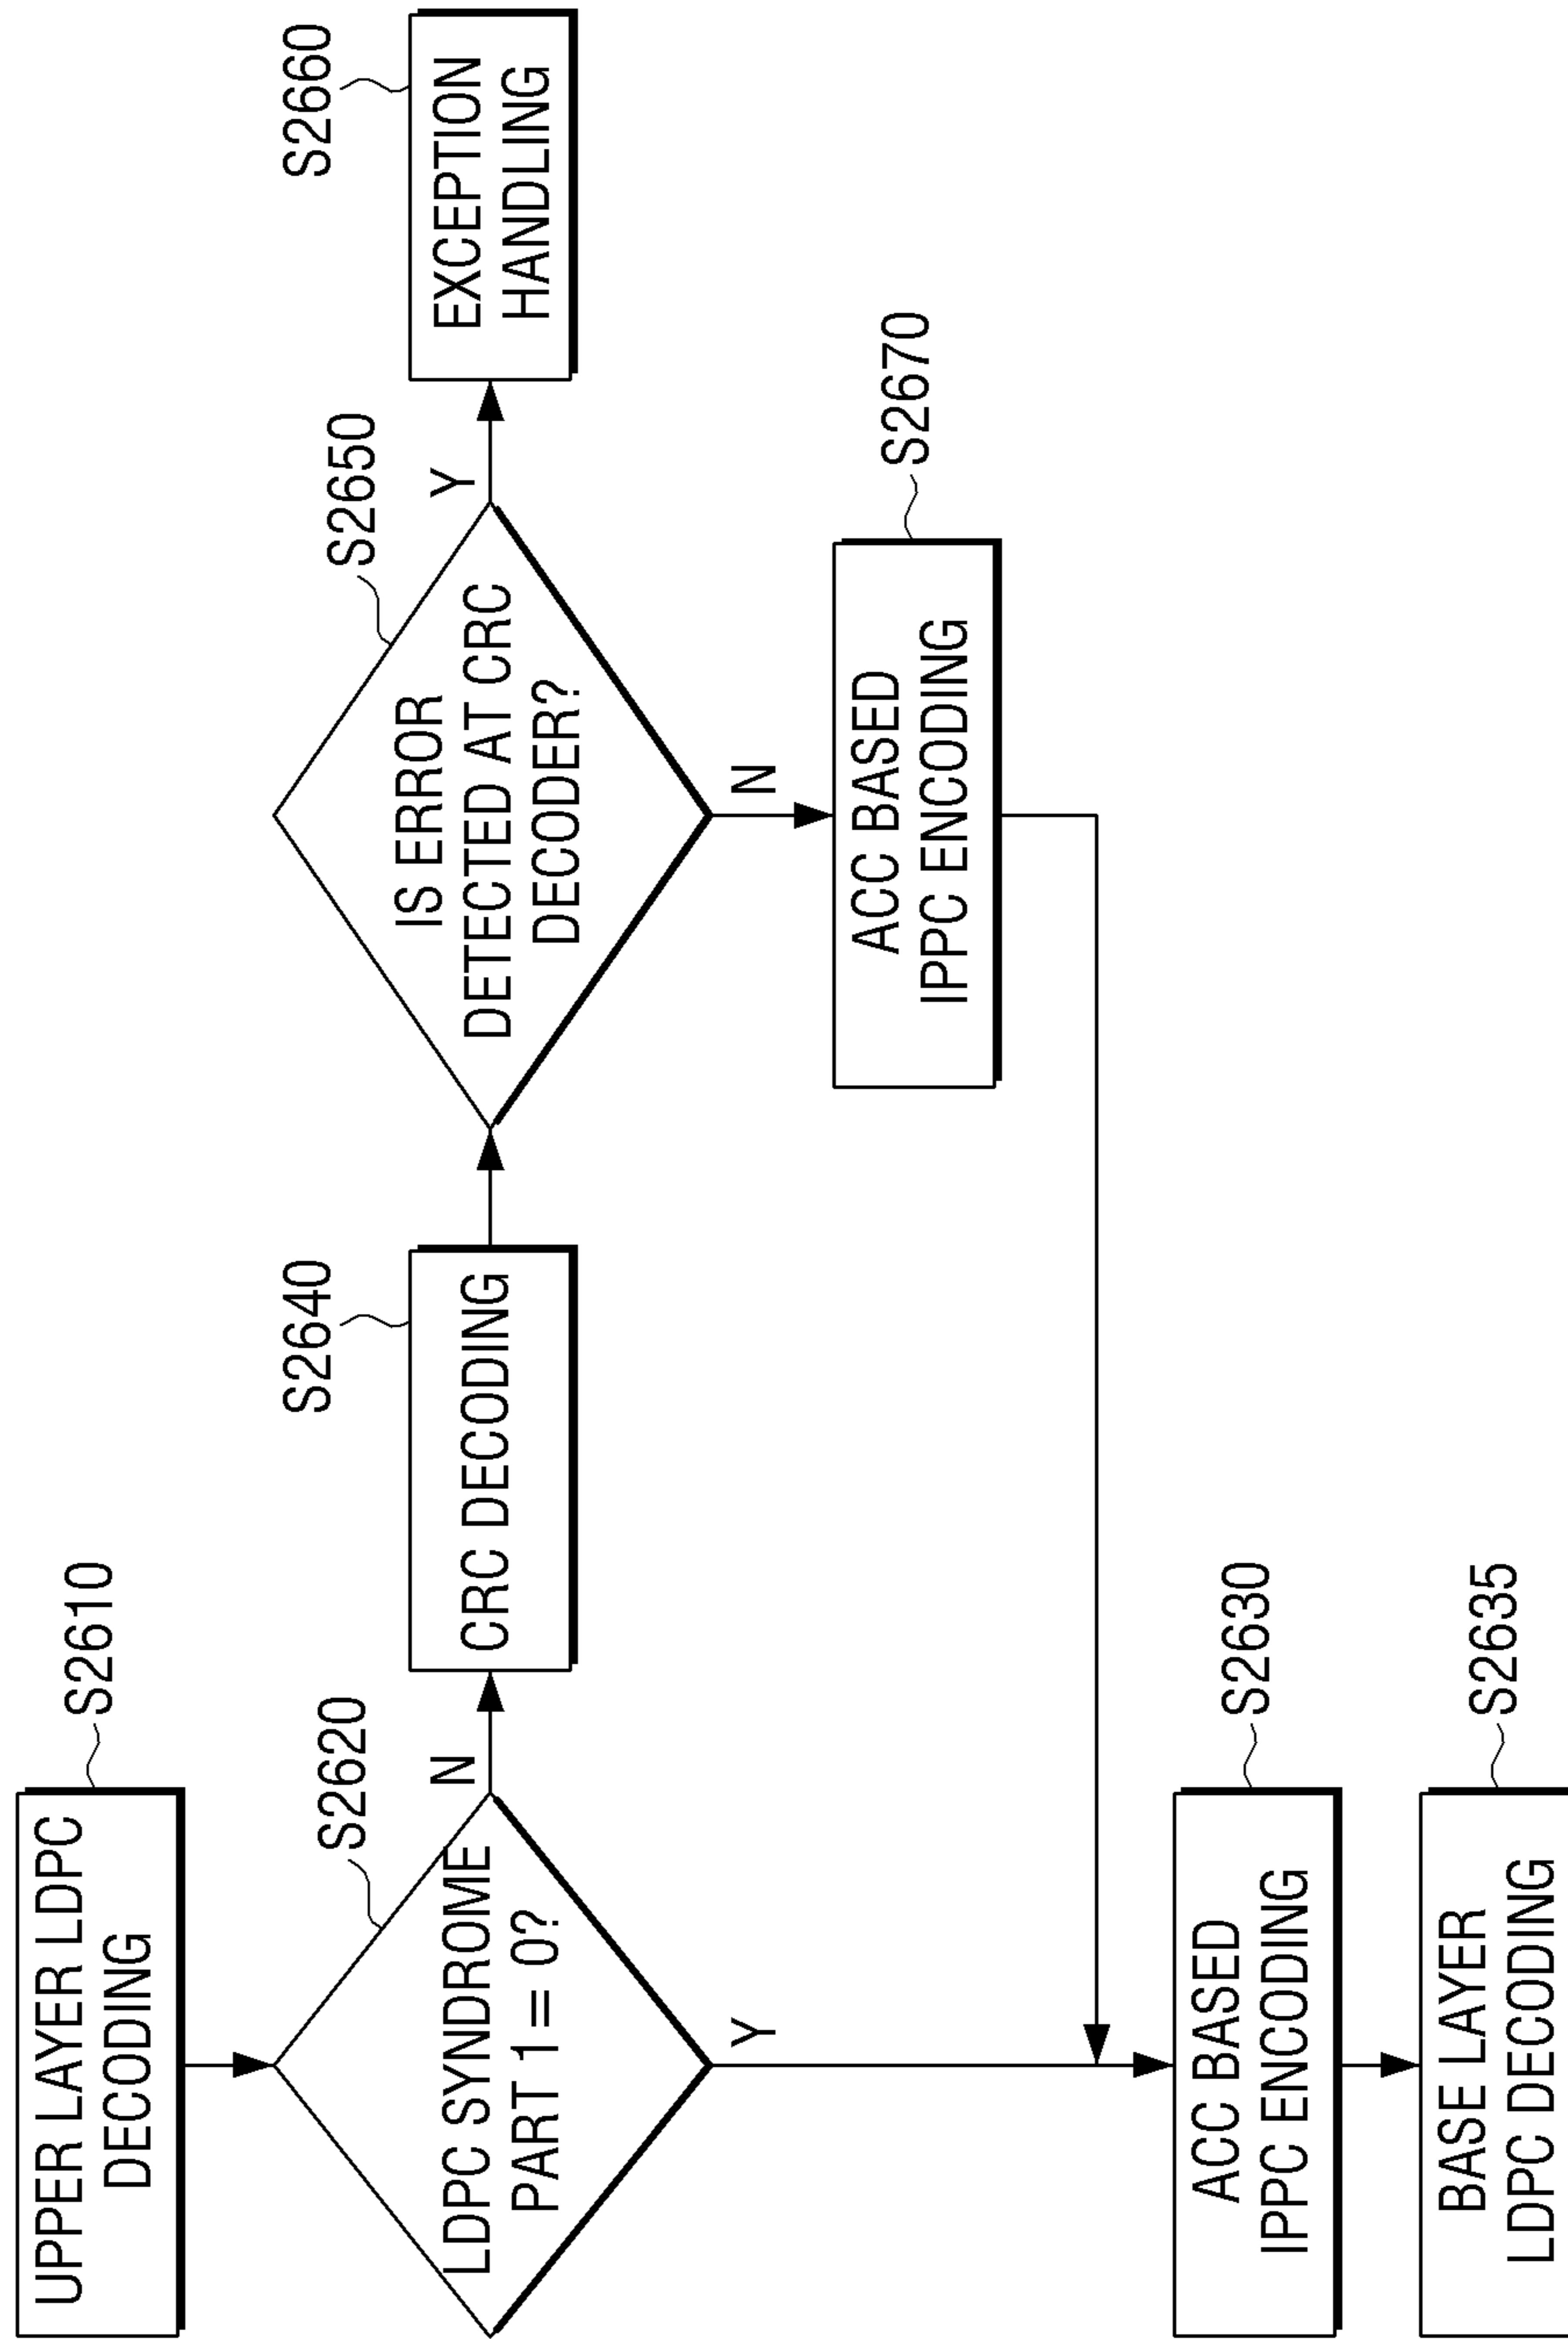 UPPER LAYER LDPC
DECODING
S2610
LDPC SYNDROME
PART 1 = 0?
S2620
N
Y
CRC DECODING
S2640
IS ERROR
DETECTED AT CRC
DECODER?
S2650
Y
N
EXCEPTION
HANDLING
S2660
ACC BASED
IPPC ENCODING
S2670
ACC BASED
IPPC ENCODING
S2630
BASE LAYER
LDPC DECODING
S2635